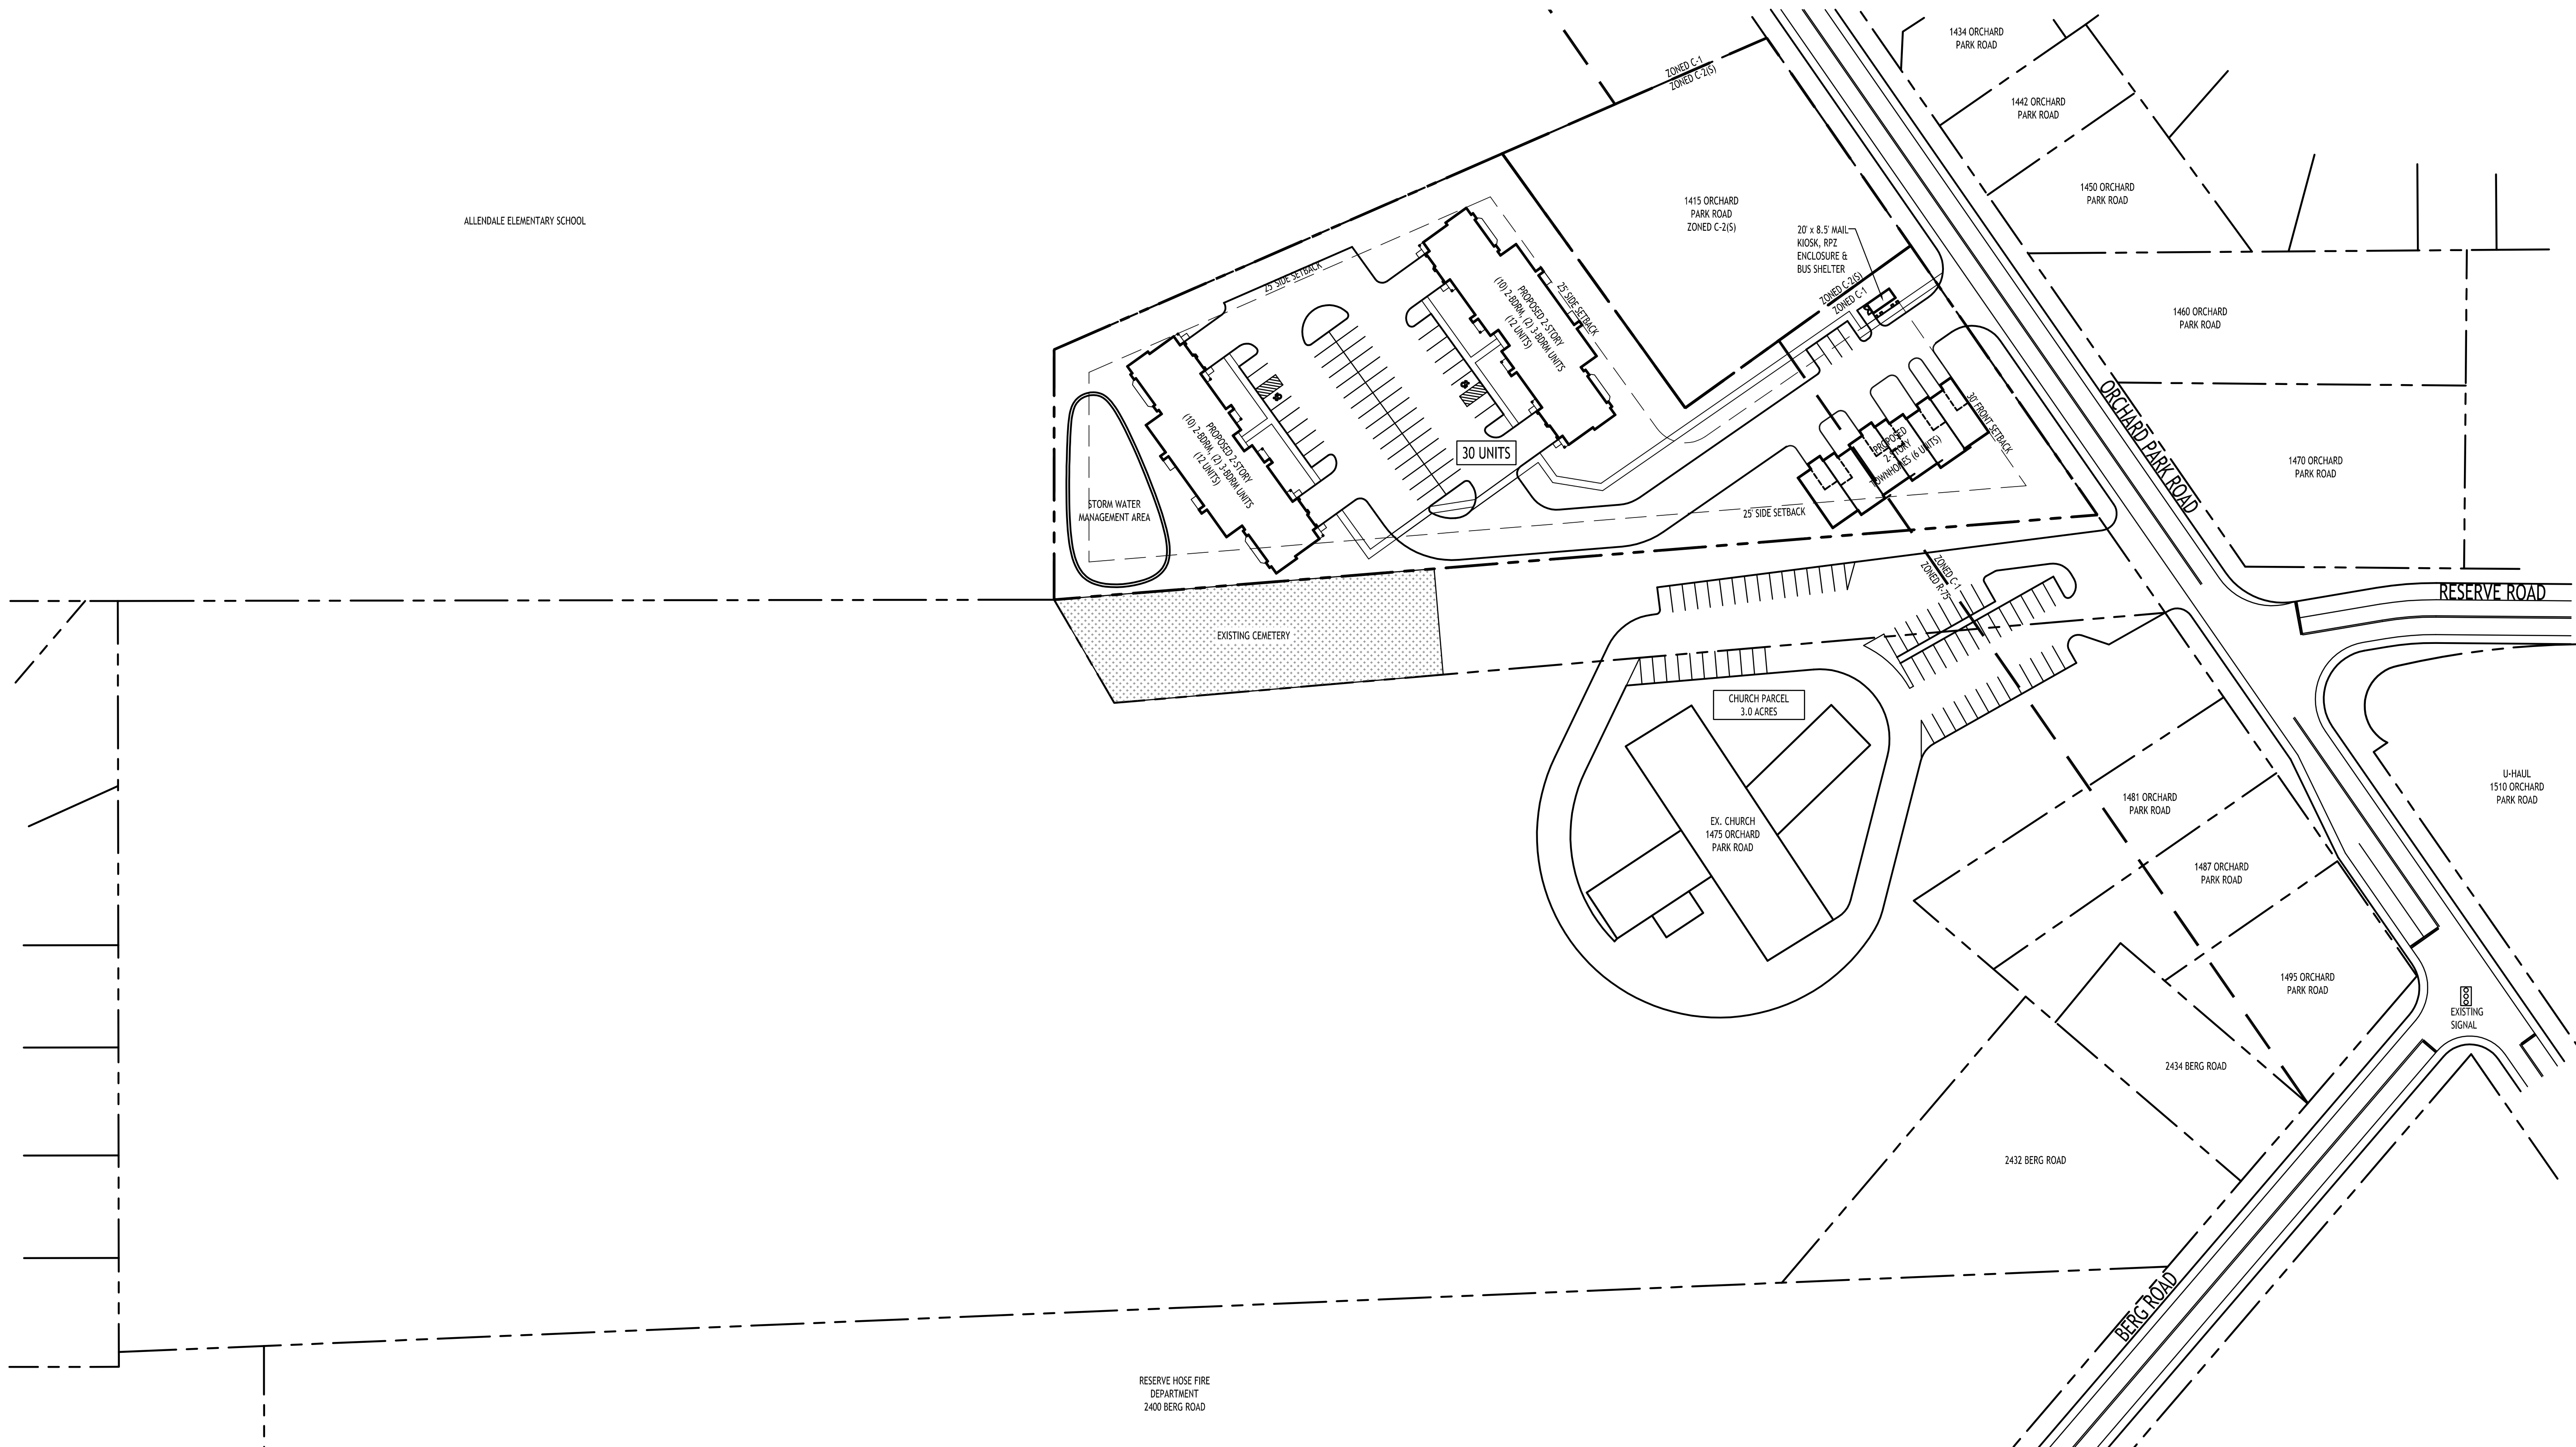 1434 ORCHARD
PARK ROAD
ZONED C-1
ZONED C-2(S)
1442 ORCHARD
PARK ROAD
1450 ORCHARD
PARK ROAD
ALLENDALE ELEMENTARY SCHOOL
1415 ORCHARD
PARK ROAD
ZONED C-2(S)
20' x 8.5' MAIL
KIOSK, RPZ
ENCLOSURE &
BUS SHELTER
25' SIDE SETBACK
ZONED C-2(S)
ZONED C-1
1460 ORCHARD
PARK ROAD
PROPOSED 2-STORY
(10) 2-BDRM, (2) 3-BDRM UNITS
(12 UNITS)
25' SIDE SETBACK
ORCHARD PARK ROAD
30' FRONT SETBACK
30 UNITS
PROPOSED
2-STORY
TOWNHOMES (6 UNITS)
PROPOSED 2-STORY
(10) 2-BDRM, (2) 3-BDRM UNITS
(12 UNITS)
1470 ORCHARD
PARK ROAD
STORM WATER
MANAGEMENT AREA
25' SIDE SETBACK
ZONED C-1
ZONED R-75
RESERVE ROAD
EXISTING CEMETERY
CHURCH PARCEL
3.0 ACRES
U-HAUL
1510 ORCHARD
PARK ROAD
1481 ORCHARD
PARK ROAD
EX. CHURCH
1475 ORCHARD
PARK ROAD
1487 ORCHARD
PARK ROAD
1495 ORCHARD
PARK ROAD
EXISTING
SIGNAL
2434 BERG ROAD
2432 BERG ROAD
BERG ROAD
RESERVE HOSE FIRE
DEPARTMENT
2400 BERG ROAD